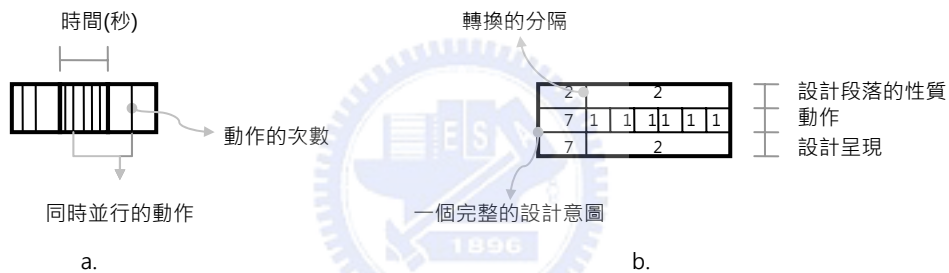 時間(秒)
動作的次數
同時並行的動作
a.
轉換的分隔
2 2
7 1 1 1 1 1 1
7 2
設計段落的性質
動作
設計呈現
一個完整的設計意圖
b.
ESA
1896